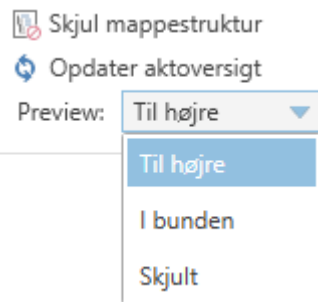 Skjul mappestruktur
Opdater aktoversigt
Preview: Til højre
Til højre
I bunden
Skjult